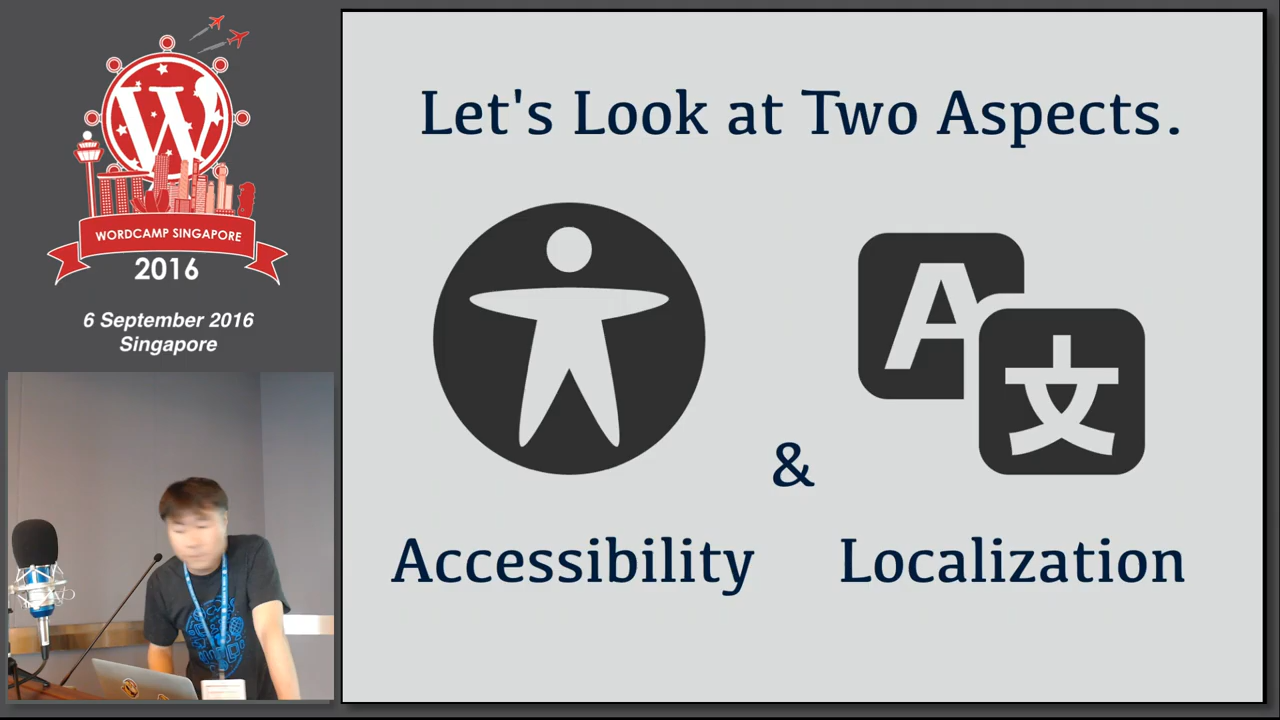 W
WORDCAMP SINGAPORE
2016
6 September 2016
Singapore
Let's Look at Two Aspects.
A
文
&
Accessibility
Localization